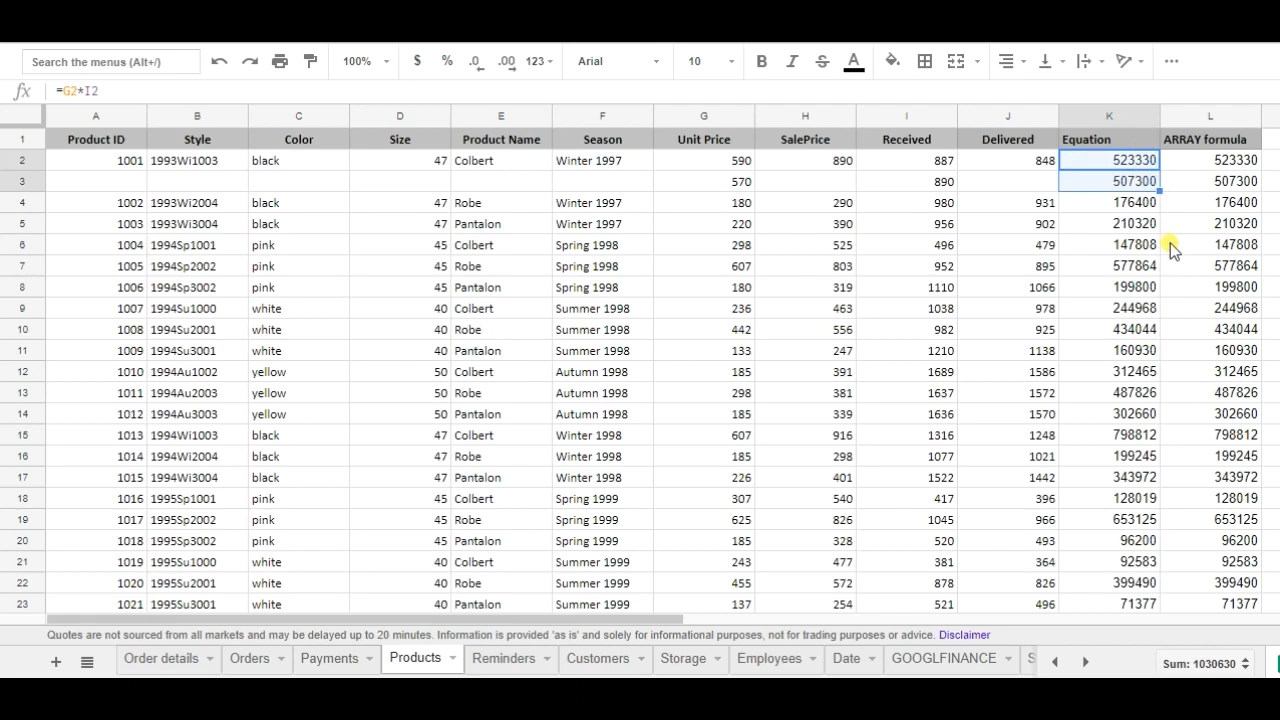 Search the menus (Alt+/) 100% $ % .0 .00 123 Arial 10 B I S A
fx =G2*I2
A B C D E F G H I J K L
1 Product ID Style Color Size Product Name Season Unit Price SalePrice Received Delivered Equation ARRAY formula
2 1001 1993Wi1003 black 47 Colbert Winter 1997 590 890 887 848 523330 523330
3 570 890 507300 507300
4 1002 1993Wi2004 black 47 Robe Winter 1997 180 290 980 931 176400 176400
5 1003 1993Wi3004 black 47 Pantalon Winter 1997 220 390 956 902 210320 210320
6 1004 1994Sp1001 pink 45 Colbert Spring 1998 298 525 496 479 147808 147808
7 1005 1994Sp2002 pink 45 Robe Spring 1998 607 803 952 895 577864 577864
8 1006 1994Sp3002 pink 45 Pantalon Spring 1998 180 319 1110 1066 199800 199800
9 1007 1994Su1000 white 40 Colbert Summer 1998 236 463 1038 978 244968 244968
10 1008 1994Su2001 white 40 Robe Summer 1998 442 556 982 925 434044 434044
11 1009 1994Su3001 white 40 Pantalon Summer 1998 133 247 1210 1138 160930 160930
12 1010 1994Au1002 yellow 50 Colbert Autumn 1998 185 391 1689 1586 312465 312465
13 1011 1994Au2003 yellow 50 Robe Autumn 1998 298 381 1637 1572 487826 487826
14 1012 1994Au3003 yellow 50 Pantalon Autumn 1998 185 339 1636 1570 302660 302660
15 1013 1994Wi1003 black 47 Colbert Winter 1998 607 916 1316 1248 798812 798812
16 1014 1994Wi2004 black 47 Robe Winter 1998 185 298 1077 1021 199245 199245
17 1015 1994Wi3004 black 47 Pantalon Winter 1998 226 401 1522 1442 343972 343972
18 1016 1995Sp1001 pink 45 Colbert Spring 1999 307 540 417 396 128019 128019
19 1017 1995Sp2002 pink 45 Robe Spring 1999 625 826 1045 966 653125 653125
20 1018 1995Sp3002 pink 45 Pantalon Spring 1999 185 328 520 493 96200 96200
21 1019 1995Su1000 white 40 Colbert Summer 1999 243 477 381 364 92583 92583
22 1020 1995Su2001 white 40 Robe Summer 1999 455 572 878 826 399490 399490
23 1021 1995Su3001 white 40 Pantalon Summer 1999 137 254 521 496 71377 71377
Quotes are not sourced from all markets and may be delayed up to 20 minutes. Information is provided 'as is' and solely for informational purposes, not for trading purposes or advice. Disclaimer
Order details Orders Payments Products Reminders Customers Storage Employees Date GOOGLFINANCE Sum: 1030630